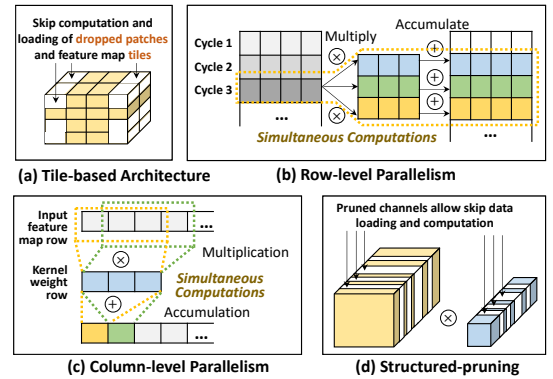 Skip computation and
loading of dropped patches
and feature map tiles
(a) Tile-based Architecture
Accumulate
Multiply
Cycle 1
Cycle 2
Cycle 3
...
...
Simultaneous Computations
(b) Row-level Parallelism
Input
feature
map row
...
Multiplication
Kernel
weight
row
Simultaneous
Computations
Accumulation
...
(c) Column-level Parallelism
Pruned channels allow skip data
loading and computation
(d) Structured-pruning